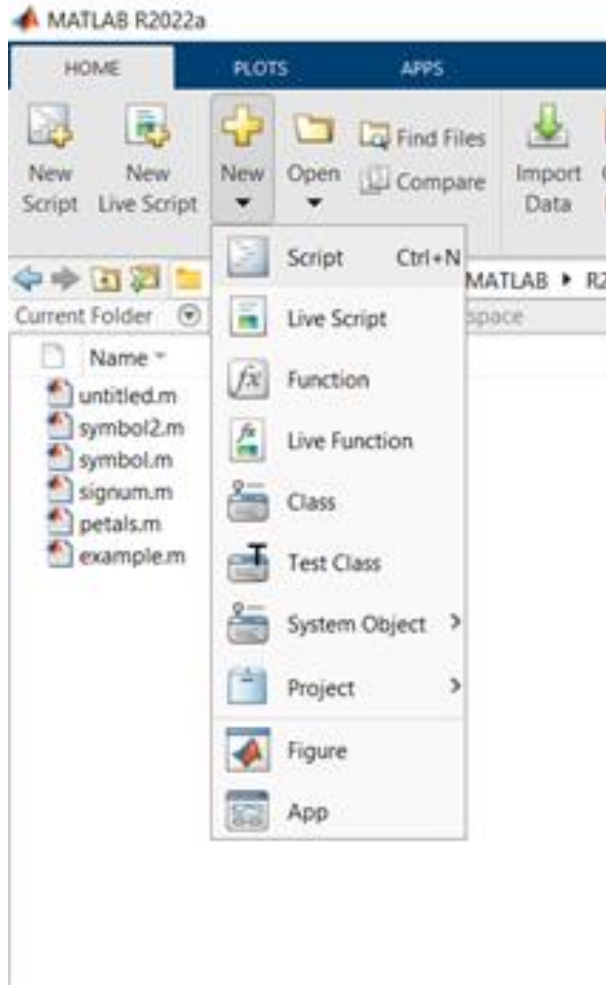 MATLAB R2022a
HOME PLOTS APPS
New Script
New Live Script
New
Open
Find Files
Compare
Import Data
MATLAB ▸ R2
Current Folder
space
Name
untitled.m
symbol2.m
symbol.m
signum.m
petals.m
example.m
Script Ctrl+N
Live Script
fx Function
fx Live Function
Class
T Test Class
System Object >
Project >
Figure
App